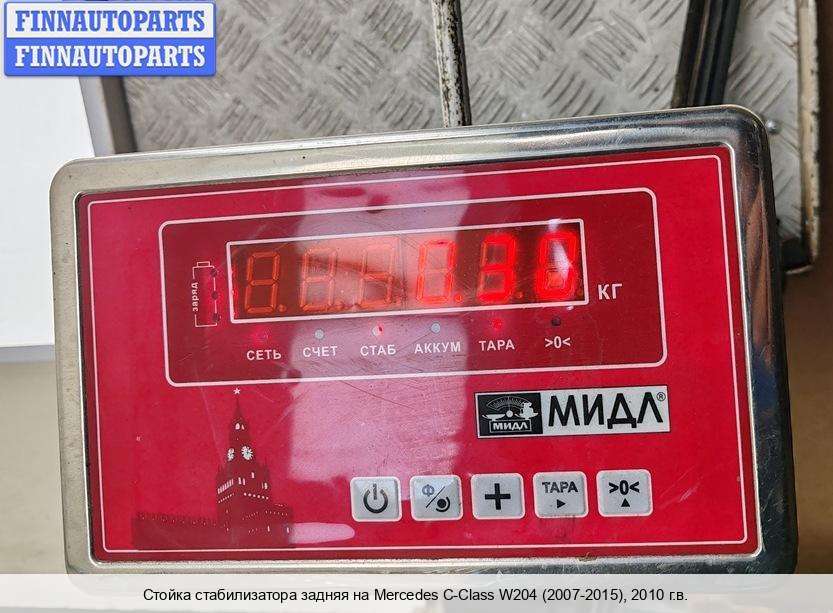 FINNAUTOPARTS
FINNAUTOPARTS
заряд
0.30
КГ
СЕТЬ СЧЕТ СТАБ АККУМ ТАРА >0<
МИДЛ МИДЛ®
Ф ТАРА >0<
Стойка стабилизатора задняя на Mercedes C-Class W204 (2007-2015), 2010 г.в.